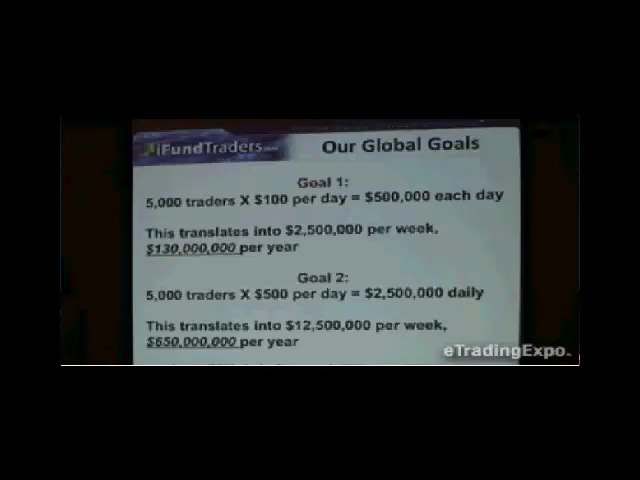 iFundTraders
Our Global Goals
Goal 1:
5,000 traders X $100 per day = $500,000 each day
This translates into $2,500,000 per week,
$130,000,000 per year
Goal 2:
5,000 traders X $500 per day = $2,500,000 daily
This translates into $12,500,000 per week,
$650,000,000 per year
eTradingExpo.